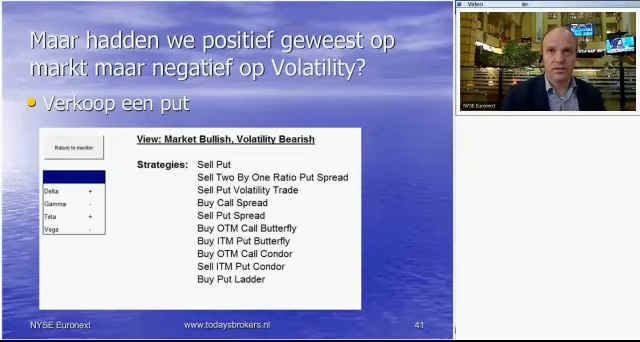 Maar hadden we positief geweest op
markt maar negatief op Volatility?
Verkoop een put
Return to monitor
View: Market Bullish, Volatility Bearish
Strategies: Sell Put
Sell Two By One Ratio Put Spread
Sell Put Volatility Trade
Buy Call Spread
Sell Put Spread
Buy OTM Call Butterfly
Buy ITM Put Butterfly
Buy OTM Call Condor
Sell ITM Put Condor
Buy Put Ladder
Delta +
Gamma -
Teta +
Vega -
NYSE Euronext
www.todaysbrokers.nl
41
Video
NYSE Euronext